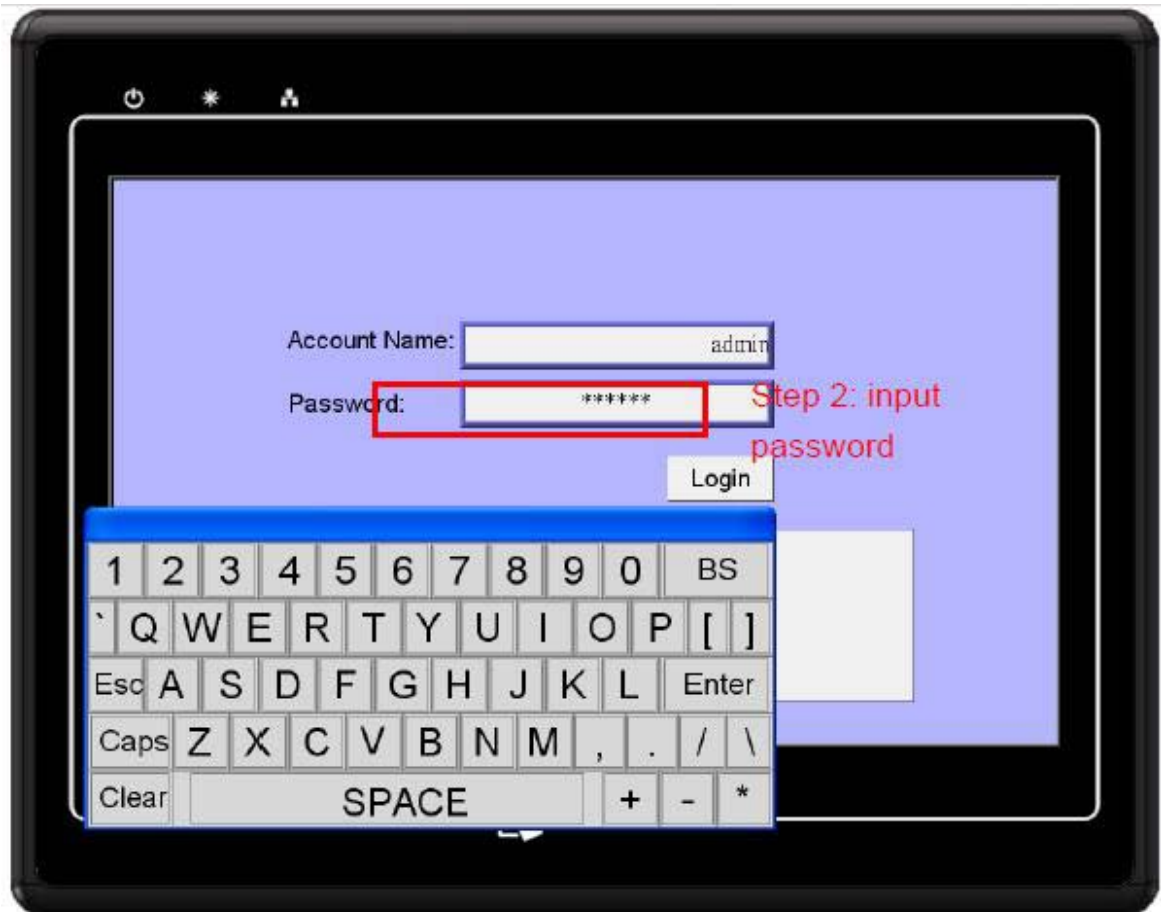 Account Name:
admin
Password:
******
Step 2: input
password
Login
1 2 3 4 5 6 7 8 9 0 BS
` Q W E R T Y U I O P [ ]
Esc A S D F G H J K L Enter
Caps Z X C V B N M , . / \
Clear SPACE + - *